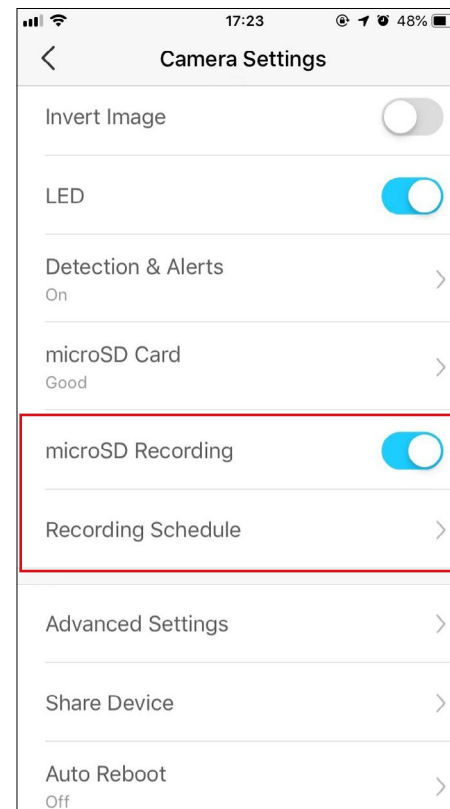 17:23
48%
Camera Settings
Invert Image
LED
Detection & Alerts
On
microSD Card
Good
microSD Recording
Recording Schedule
Advanced Settings
Share Device
Auto Reboot
Off